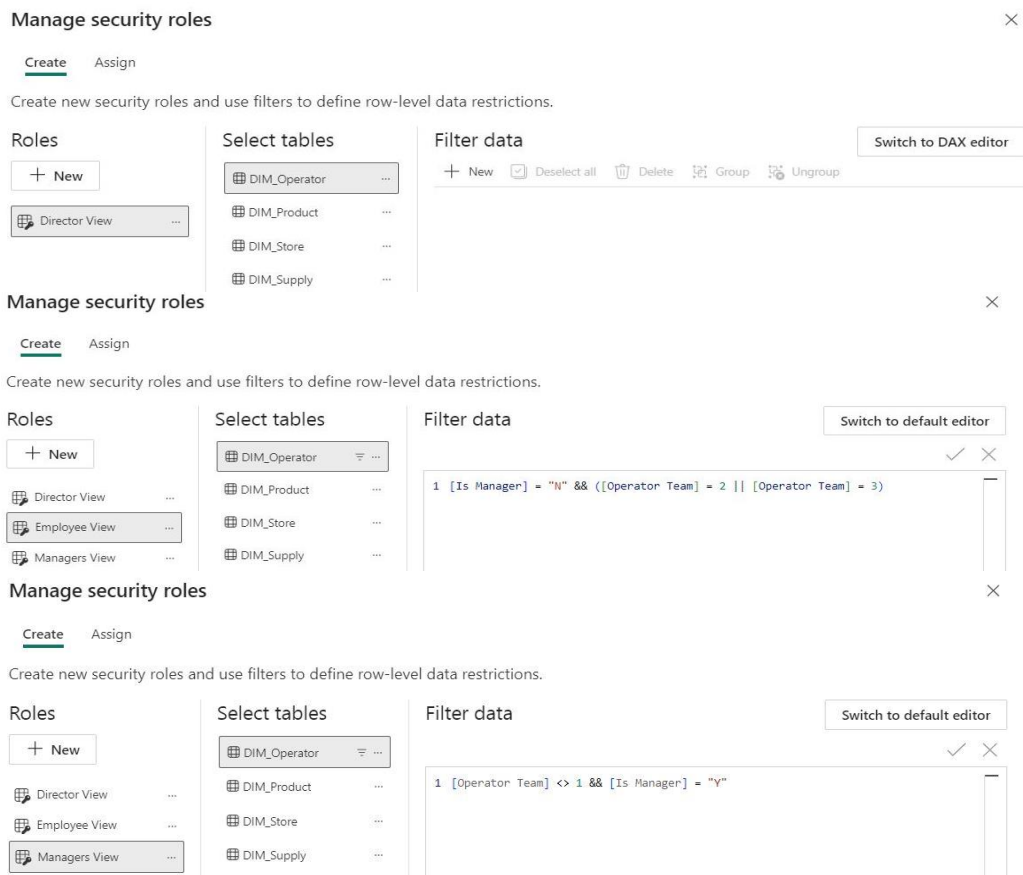 Manage security roles
Create Assign
Create new security roles and use filters to define row-level data restrictions.
Roles Select tables Filter data Switch to DAX editor
+ New DIM_Operator ... + New Deselect all Delete Group Ungroup
Director View ... DIM_Product ...
DIM_Store ...
DIM_Supply ...
Manage security roles
Create Assign
Create new security roles and use filters to define row-level data restrictions.
Roles Select tables Filter data Switch to default editor
+ New DIM_Operator ...
Director View ... DIM_Product ... 1 [Is Manager] = "N" && ([Operator Team] = 2 || [Operator Team] = 3)
Employee View ... DIM_Store ...
Managers View ... DIM_Supply ...
Manage security roles
Create Assign
Create new security roles and use filters to define row-level data restrictions.
Roles Select tables Filter data Switch to default editor
+ New DIM_Operator ...
Director View ... DIM_Product ... 1 [Operator Team] <> 1 && [Is Manager] = "Y"
Employee View ... DIM_Store ...
Managers View ... DIM_Supply ...